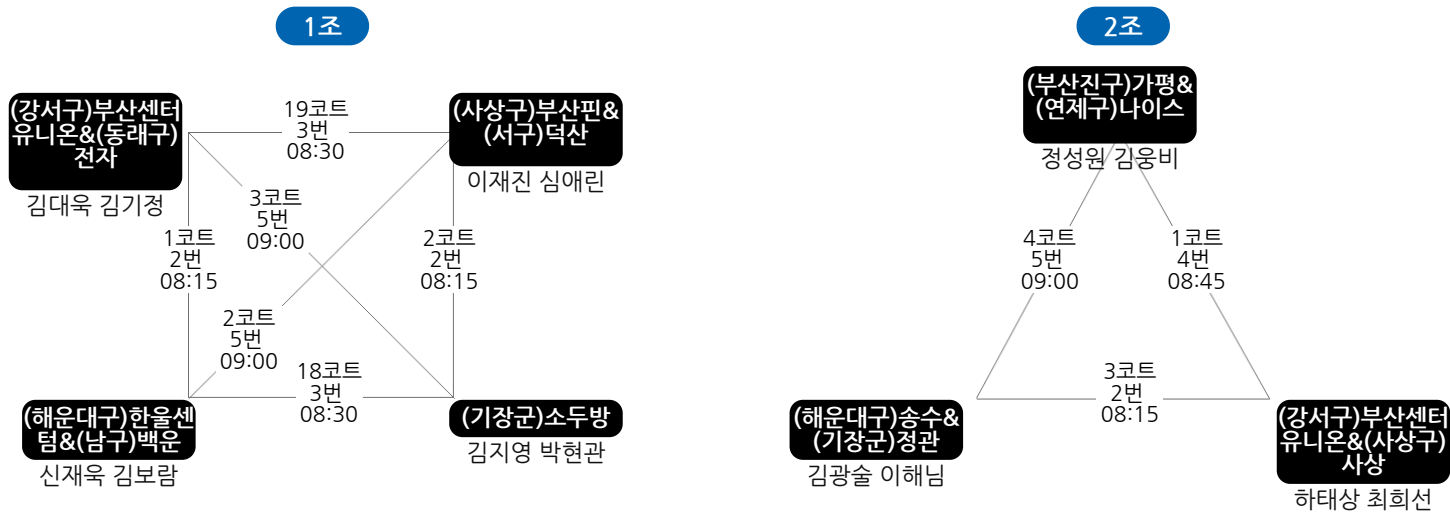 1조
(강서구)부산센터
유니온&(동래구)
전자
김대욱 김기정
19코트
3번
08:30
(사상구)부산핀&
(서구)덕산
이재진 심애린
3코트
5번
09:00
1코트
2번
08:15
2코트
2번
08:15
2코트
5번
09:00
18코트
3번
08:30
(해운대구)한울센
텀&(남구)백운
신재욱 김보람
(기장군)소두방
김지영 박현관
2조
(부산진구)가평&
(연제구)나이스
정성원 김웅비
4코트
5번
09:00
1코트
4번
08:45
3코트
2번
08:15
(해운대구)송수&
(기장군)정관
김광술 이해님
(강서구)부산센터
유니온&(사상구)
사상
하태상 최희선